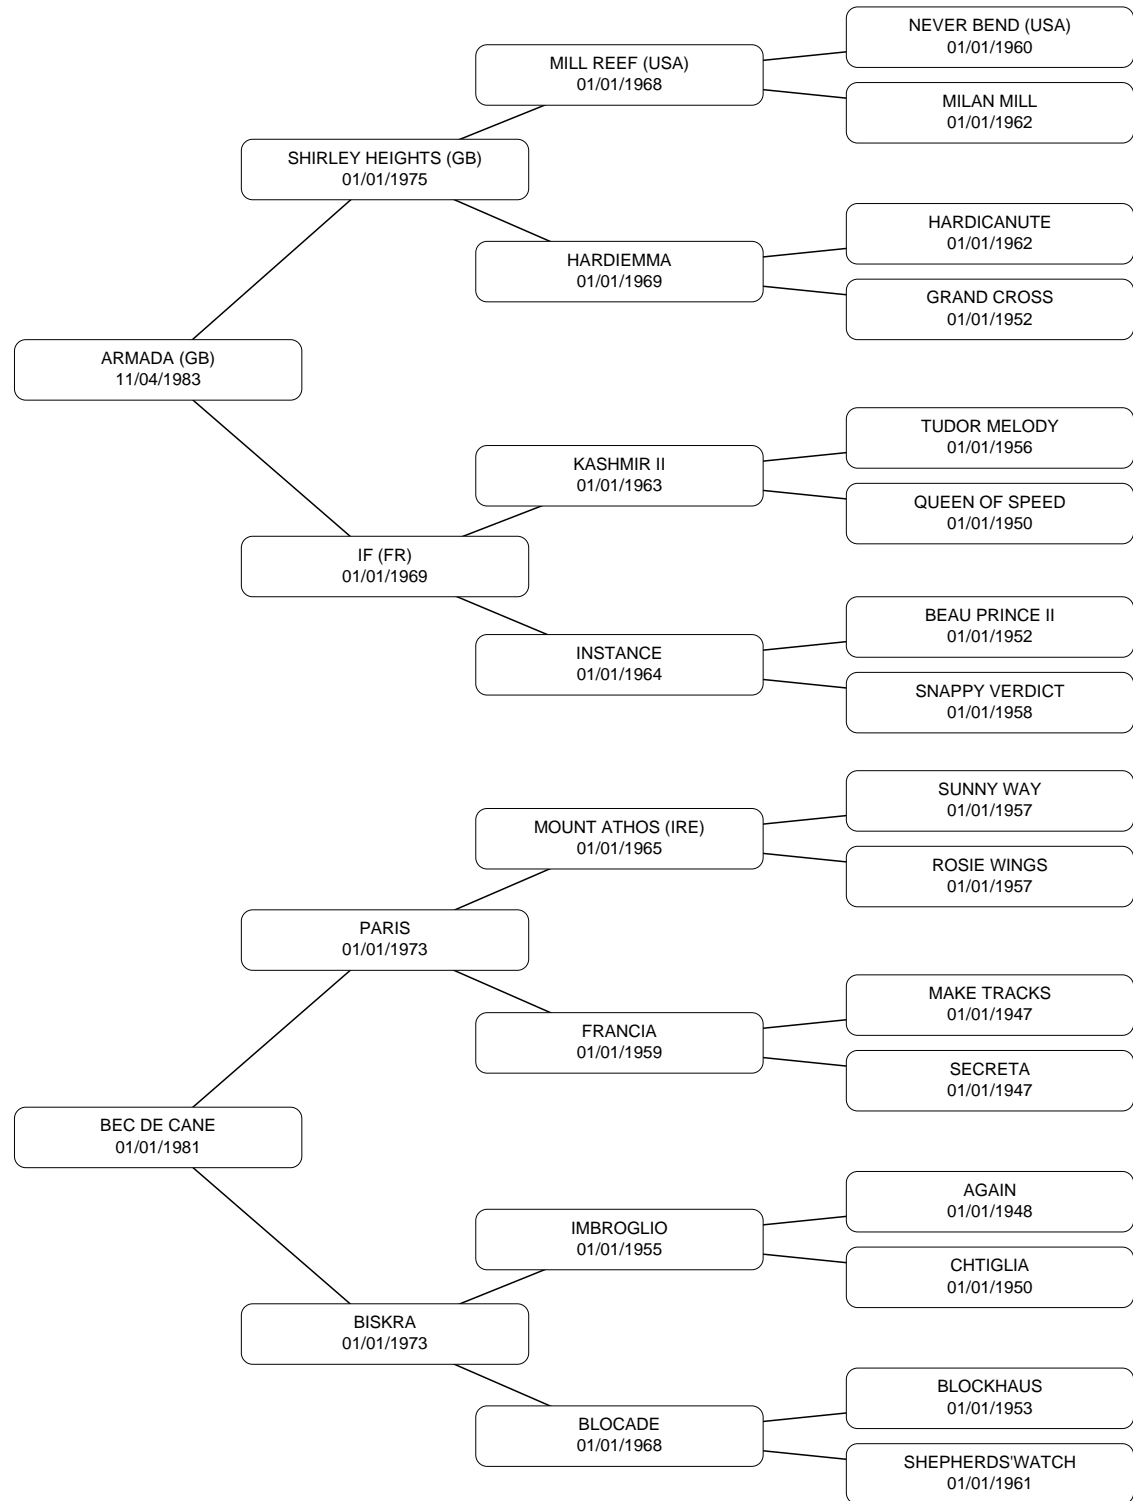 NEVER BEND (USA)
01/01/1960
MILL REEF (USA)
01/01/1968
MILAN MILL
01/01/1962
SHIRLEY HEIGHTS (GB)
01/01/1975
HARDICANUTE
01/01/1962
HARDIEMMA
01/01/1969
GRAND CROSS
01/01/1952
ARMADA (GB)
11/04/1983
TUDOR MELODY
01/01/1956
KASHMIR II
01/01/1963
QUEEN OF SPEED
01/01/1950
IF (FR)
01/01/1969
BEAU PRINCE II
01/01/1952
INSTANCE
01/01/1964
SNAPPY VERDICT
01/01/1958
SUNNY WAY
01/01/1957
MOUNT ATHOS (IRE)
01/01/1965
ROSIE WINGS
01/01/1957
PARIS
01/01/1973
MAKE TRACKS
01/01/1947
FRANCIA
01/01/1959
SECRETA
01/01/1947
BEC DE CANE
01/01/1981
AGAIN
01/01/1948
IMBROGLIO
01/01/1955
CHTIGLIA
01/01/1950
BISKRA
01/01/1973
BLOCKHAUS
01/01/1953
BLOCADE
01/01/1968
SHEPHERDS'WATCH
01/01/1961